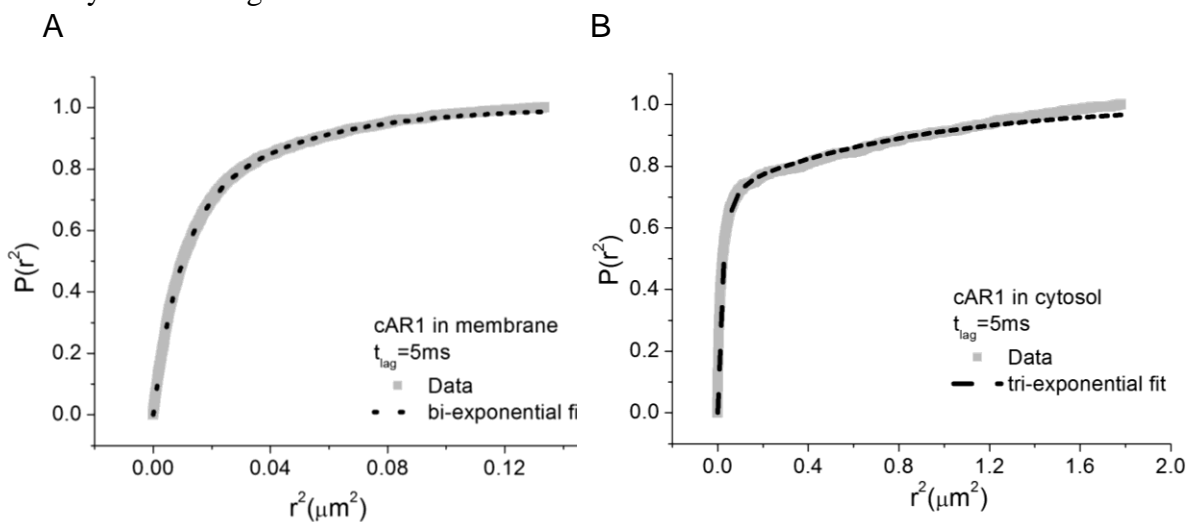 A
1.0
0.8
0.6
0.4
0.2
0.0
P(r²)
cAR1 in membrane
t_lag=5ms
Data
bi-exponential fi
0.00 0.04 0.08 0.12
r²(μm²)
B
1.0
0.8
0.6
0.4
0.2
0.0
P(r²)
cAR1 in cytosol
t_lag=5ms
Data
tri-exponential fit
0.0 0.4 0.8 1.2 1.6 2.0
r²(μm²)